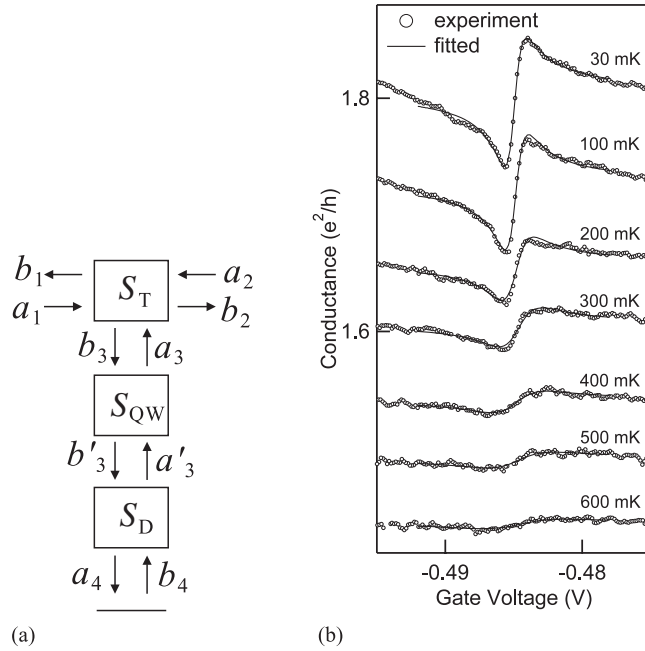 b₁
a₂
S_T
a₁
b₂
b₃
a₃
S_QW
b'₃
a'₃
S_D
a₄
b₄
(a)
experiment
fitted
30 mK
1.8
100 mK
200 mK
300 mK
1.6
400 mK
500 mK
600 mK
Conductance (e²/h)
-0.49
-0.48
Gate Voltage (V)
(b)